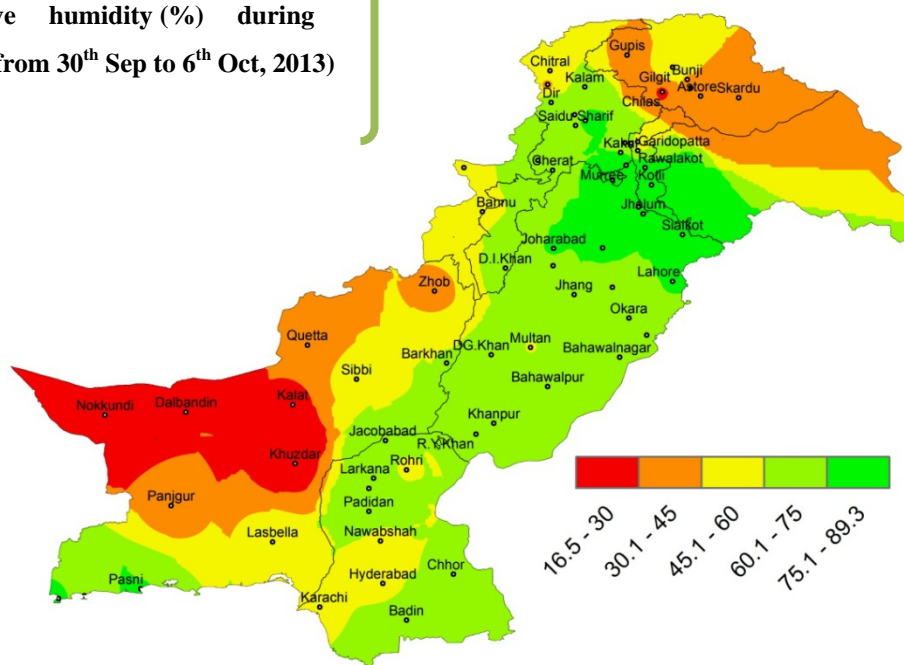 humidity (%) during
from 30th Sep to 6th Oct, 2013)
Gupis
Chitral
Gilgit Bunji
Kalam
Astore Skardu
Dir
Chilas
Saidu Sharif
Garidopatta
Rawalakot
Cherat
Murree Kotli
Bannu
Jhelum
Sialkot
Joharabad
D.I.Khan
Lahore
Zhob
Jhang
Okara
Quetta
DG.Khan Multan
Barkhan
Bahawalnagar
Sibbi
Bahawalpur
Nokkundi Dalbandin Kalat
Khanpur
Jacobabad
R.Y.Khan
Khuzdar
Rohri
Larkana
Panjgur
Padidan
Lasbella
Nawabshah
Chhor
Pasni
Hyderabad
Karachi
Badin
16.5 - 30
30.1 - 45
45.1 - 60
60.1 - 75
75.1 - 89.3